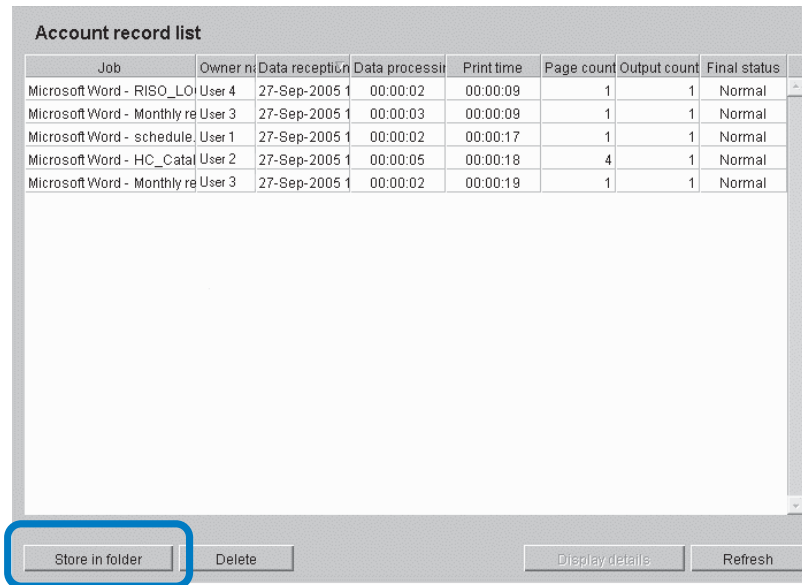 Account record list
Job Owner na Data reception Data processin Print time Page count Output count Final status
Microsoft Word - RISO_LO User 4 27-Sep-2005 1 00:00:02 00:00:09 1 1 Normal
Microsoft Word - Monthly re User 3 27-Sep-2005 1 00:00:03 00:00:09 1 1 Normal
Microsoft Word - schedule. User 1 27-Sep-2005 1 00:00:02 00:00:17 1 1 Normal
Microsoft Word - HC_Catal User 2 27-Sep-2005 1 00:00:05 00:00:18 4 1 Normal
Microsoft Word - Monthly re User 3 27-Sep-2005 1 00:00:02 00:00:19 1 1 Normal
Store in folder Delete Display details Refresh